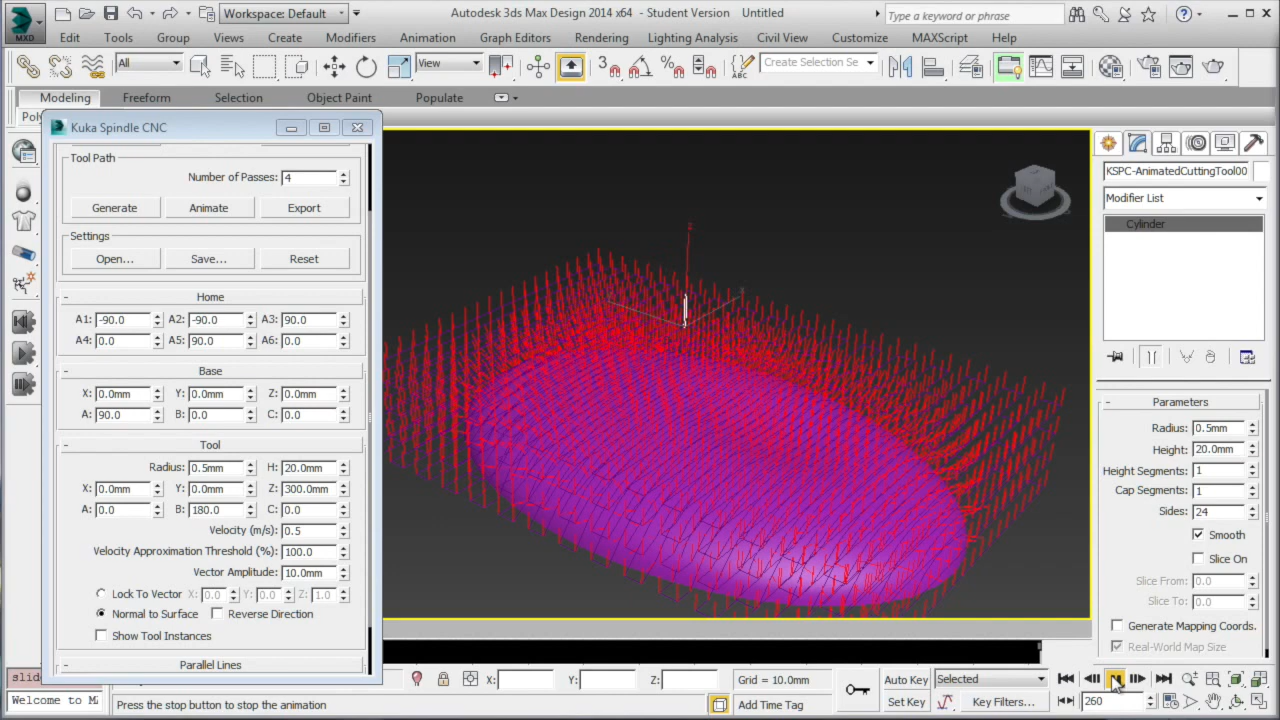 Workspace: Default
Autodesk 3ds Max Design 2014 x64 - Student Version Untitled
Type a keyword or phrase
MXD
Edit Tools Group Views Create Modifiers Animation Graph Editors Rendering Lighting Analysis Civil View Customize MAXScript Help
All
View
3
Create Selection Se
Modeling Freeform Selection Object Paint Populate
Kuka Spindle CNC
Tool Path
Number of Passes: 4
Generate Animate Export
Settings
Open... Save... Reset
- Home
A1: -90.0 A2: -90.0 A3: 90.0
A4: 0.0 A5: 90.0 A6: 0.0
- Base
X: 0.0mm Y: 0.0mm Z: 0.0mm
A: 90.0 B: 0.0 C: 0.0
- Tool
Radius: 0.5mm H: 20.0mm
X: 0.0mm Y: 0.0mm Z: 300.0mm
A: 0.0 B: 180.0 C: 0.0
Velocity (m/s): 0.5
Velocity Approximation Threshold (%): 100.0
Vector Amplitude: 10.0mm
Lock To Vector X: 0.0 Y: 0.0 Z: 1.0
Normal to Surface Reverse Direction
Show Tool Instances
- Parallel Lines
KSPC-AnimatedCuttingTool00
Modifier List
Cylinder
- Parameters
Radius: 0.5mm
Height: 20.0mm
Height Segments: 1
Cap Segments: 1
Sides: 24
Smooth
Slice On
Slice From: 0.0
Slice To: 0.0
Generate Mapping Coords.
Real-World Map Size
X: Y: Z:
Grid = 10.0mm
Auto Key Selected
Welcome to
Press the stop button to stop the animation
Add Time Tag
Set Key Key Filters... 260